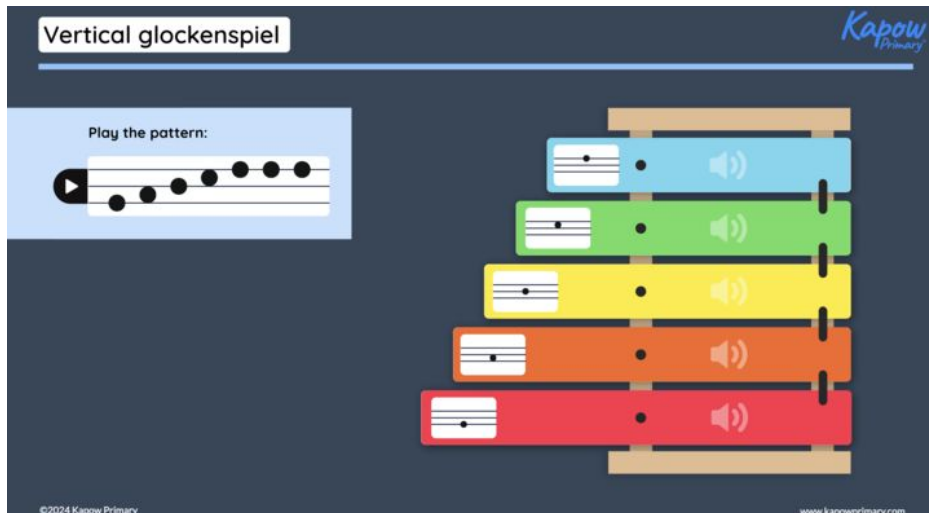 Vertical glockenspiel
Kapow
Primary
Play the pattern:
©2024 Kapow Primary
www.kapowprimary.com